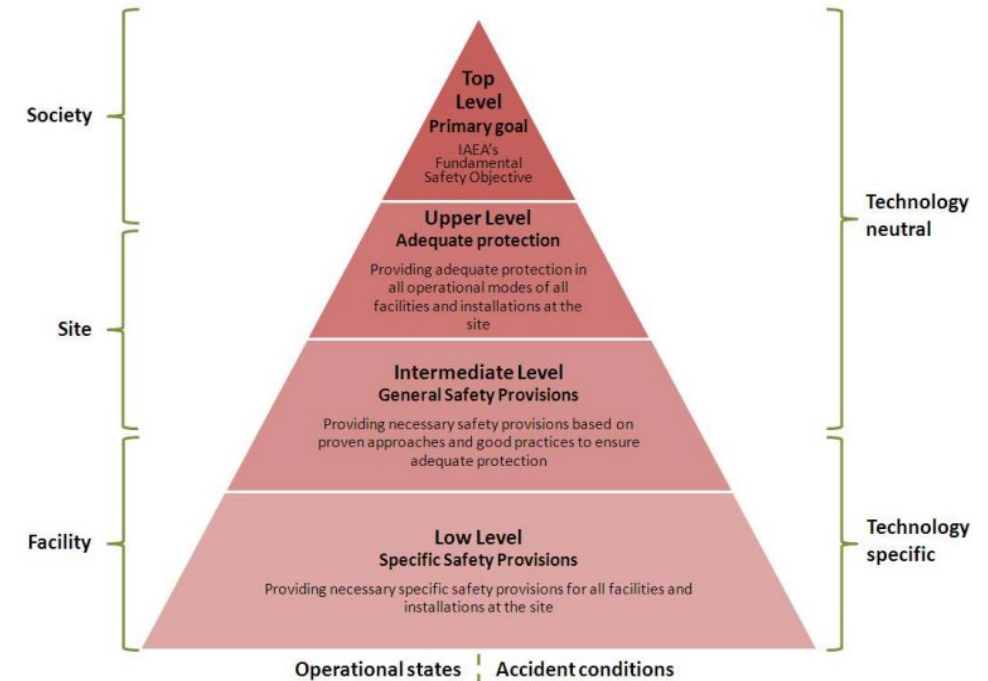 Society
Site
Facility
Top
Level
Primary goal
IAEA's
Fundamental
Safety Objective
Upper Level
Adequate protection
Providing adequate protection in
all operational modes of all
facilities and installations at the
site
Intermediate Level
General Safety Provisions
Providing necessary safety provisions based on
proven approaches and good practices to ensure
adequate protection
Low Level
Specific Safety Provisions
Providing necessary specific safety provisions for all facilities and
installations at the site
Technology
neutral
Technology
specific
Operational states
Accident conditions